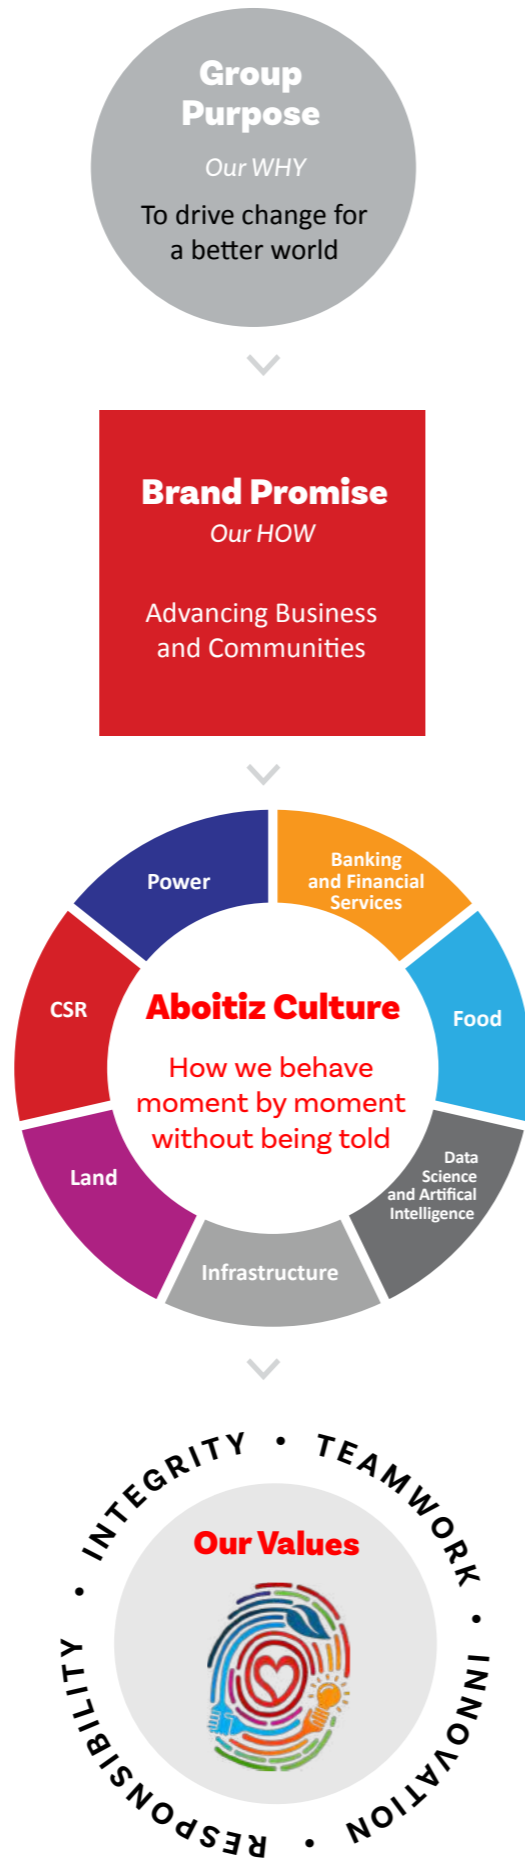 Group
Purpose
Our WHY
To drive change for
a better world
Brand Promise
Our HOW
Advancing Business
and Communities
Power
Banking
and Financial
Services
CSR
Food
Aboitiz Culture
How we behave
moment by moment
without being told
Land
Data
Science
and Artifical
Intelligence
Infrastructure
INTEGRITY • TEAMWORK • INNOVATION • RESPONSIBILITY •
Our Values